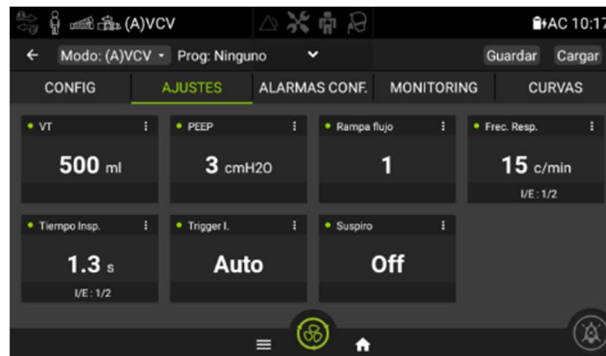 (A)VCV AC 10:17
Modo: (A)VCV Prog: Ninguno Guardar Cargar
CONFIG AJUSTES ALARMAS CONF. MONITORING CURVAS
VT PEEP Rampa flujo Frec. Resp.
500 ml 3 cmH2O 1 15 c/min
I/E : 1/2
Tiempo Insp. Trigger I. Suspiro
1.3 s Auto Off
I/E : 1/2